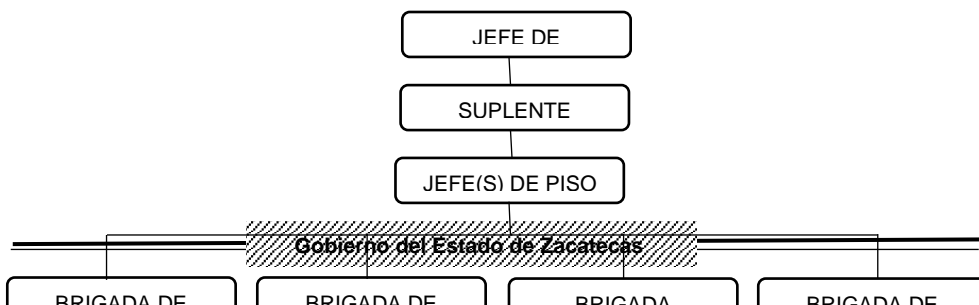 JEFE DE
SUPLENTE
JEFE(S) DE PISO
Gobierno del Estado de Zacatecas
BRIGADA DE
BRIGADA DE
BRIGADA
BRIGADA DE